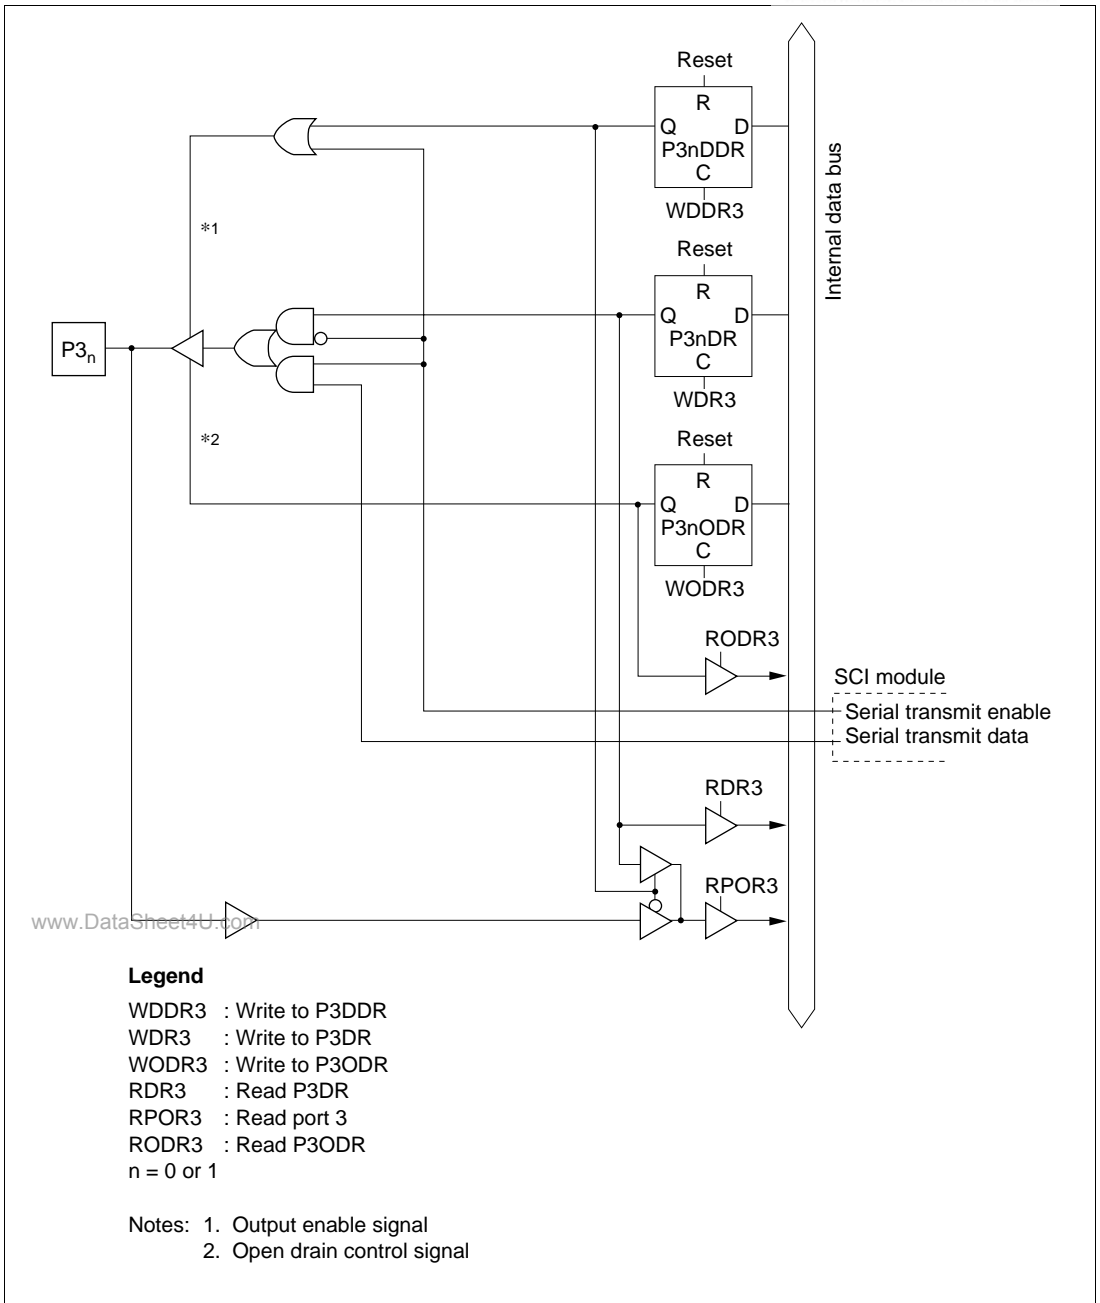 Reset
R
Q D
P3nDDR
C
WDDR3
Internal data bus
*1
Reset
R
Q D
P3nDR
C
WDR3
P3n
*2
Reset
R
Q D
P3nODR
C
WODR3
RODR3
SCI module
Serial transmit enable
Serial transmit data
RDR3
RPOR3
www.DataSheet4U.com
Legend
WDDR3 : Write to P3DDR
WDR3 : Write to P3DR
WODR3 : Write to P3ODR
RDR3 : Read P3DR
RPOR3 : Read port 3
RODR3 : Read P3ODR
n = 0 or 1
Notes: 1. Output enable signal
2. Open drain control signal